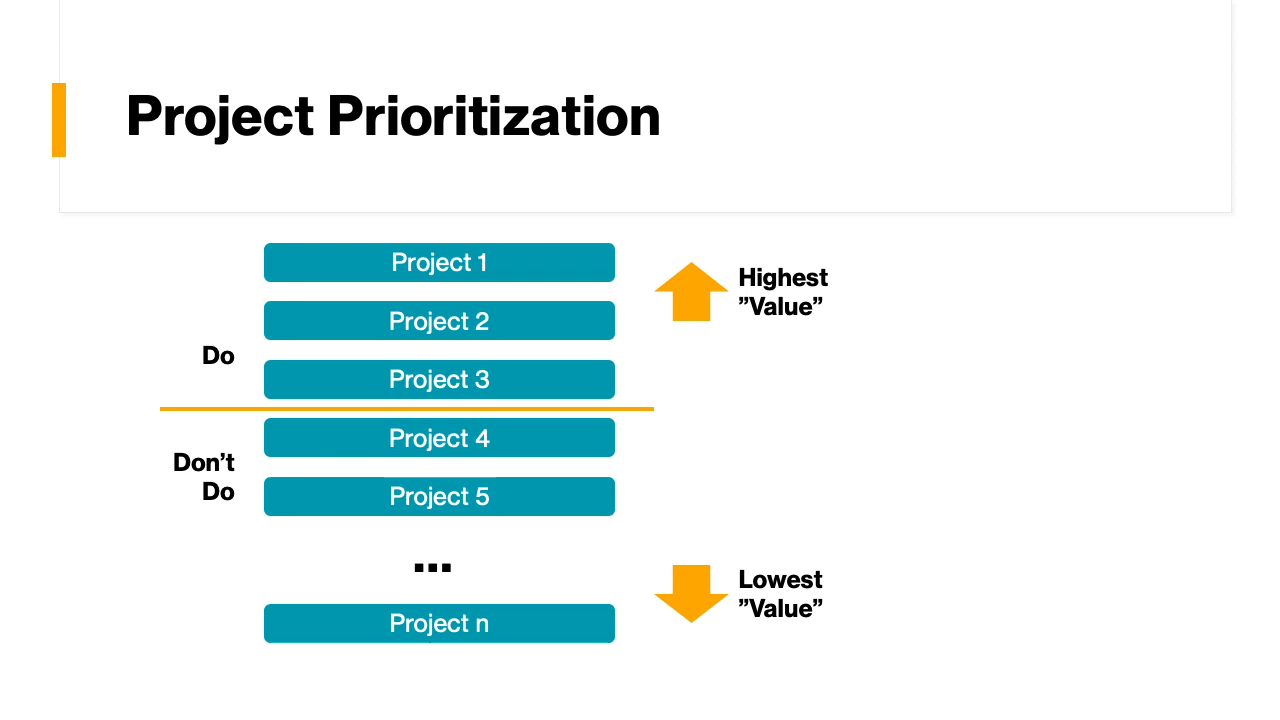 Project Prioritization
Project 1
Highest
”Value”
Project 2
Do
Project 3
Project 4
Don’t
Do
Project 5
...
Lowest
”Value”
Project n